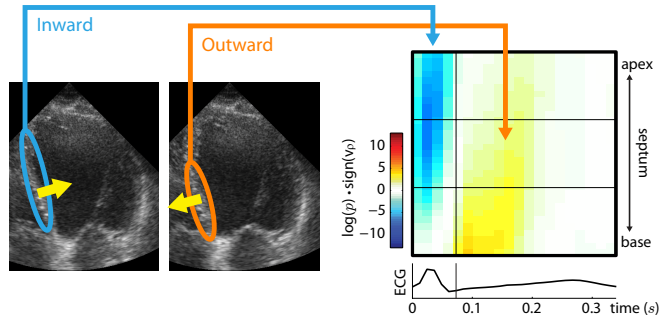 Inward
Outward
apex
septum
base
log(p) • sign(vρ)
10
5
0
−5
−10
ECG
0 0.1 0.2 0.3 time (s)